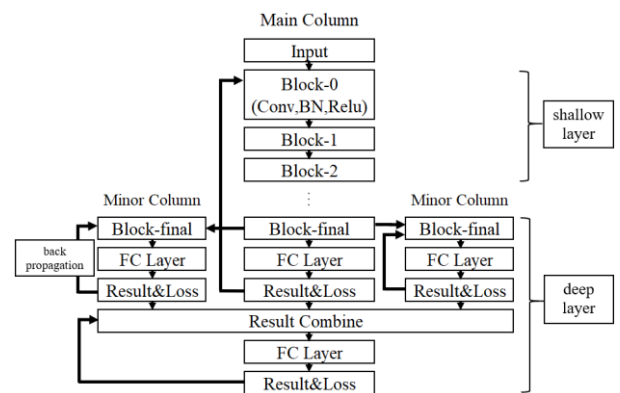 Main Column
Input
Block-0
(Conv,BN,Relu)
Block-1
Block-2
shallow
layer
⋮
Minor Column
Minor Column
Block-final
Block-final
Block-final
back
propagation
FC Layer
FC Layer
FC Layer
Result&Loss
Result&Loss
Result&Loss
deep
layer
Result Combine
FC Layer
Result&Loss